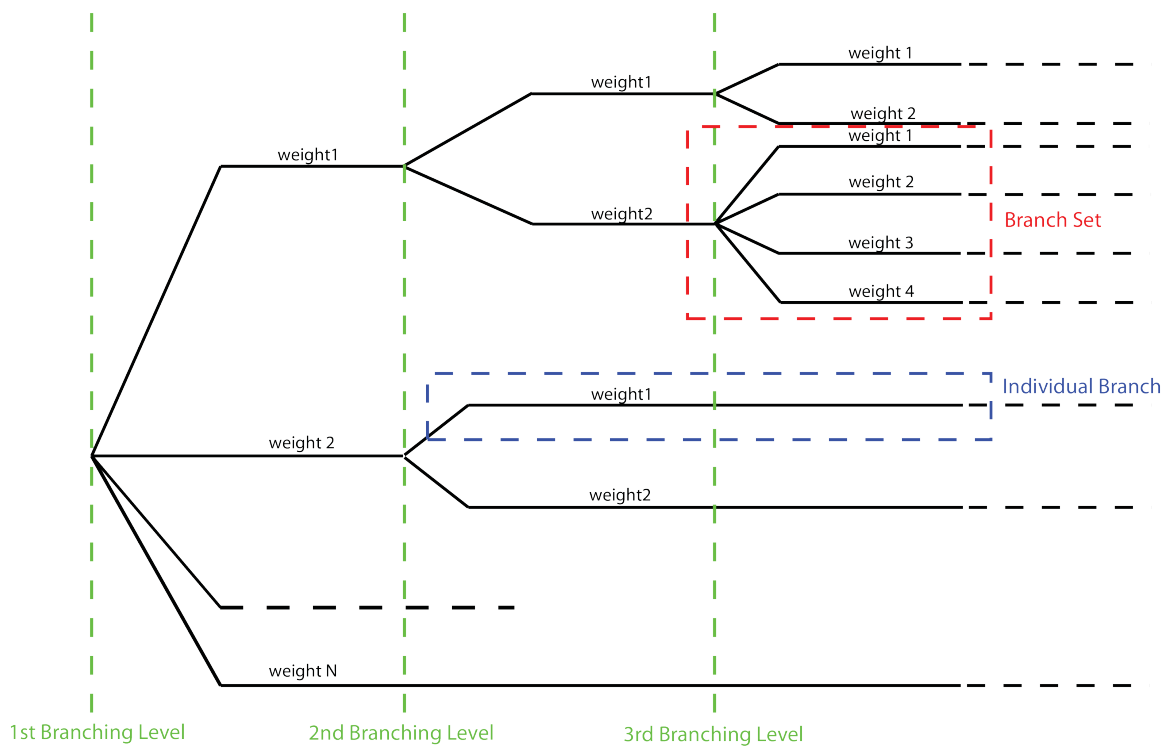 weight 1
weight1
weight 2
weight 1
weight1
weight 2
weight2
Branch Set
weight 3
weight 4
Individual Branch
weight1
weight 2
weight2
weight N
1st Branching Level
2nd Branching Level
3rd Branching Level